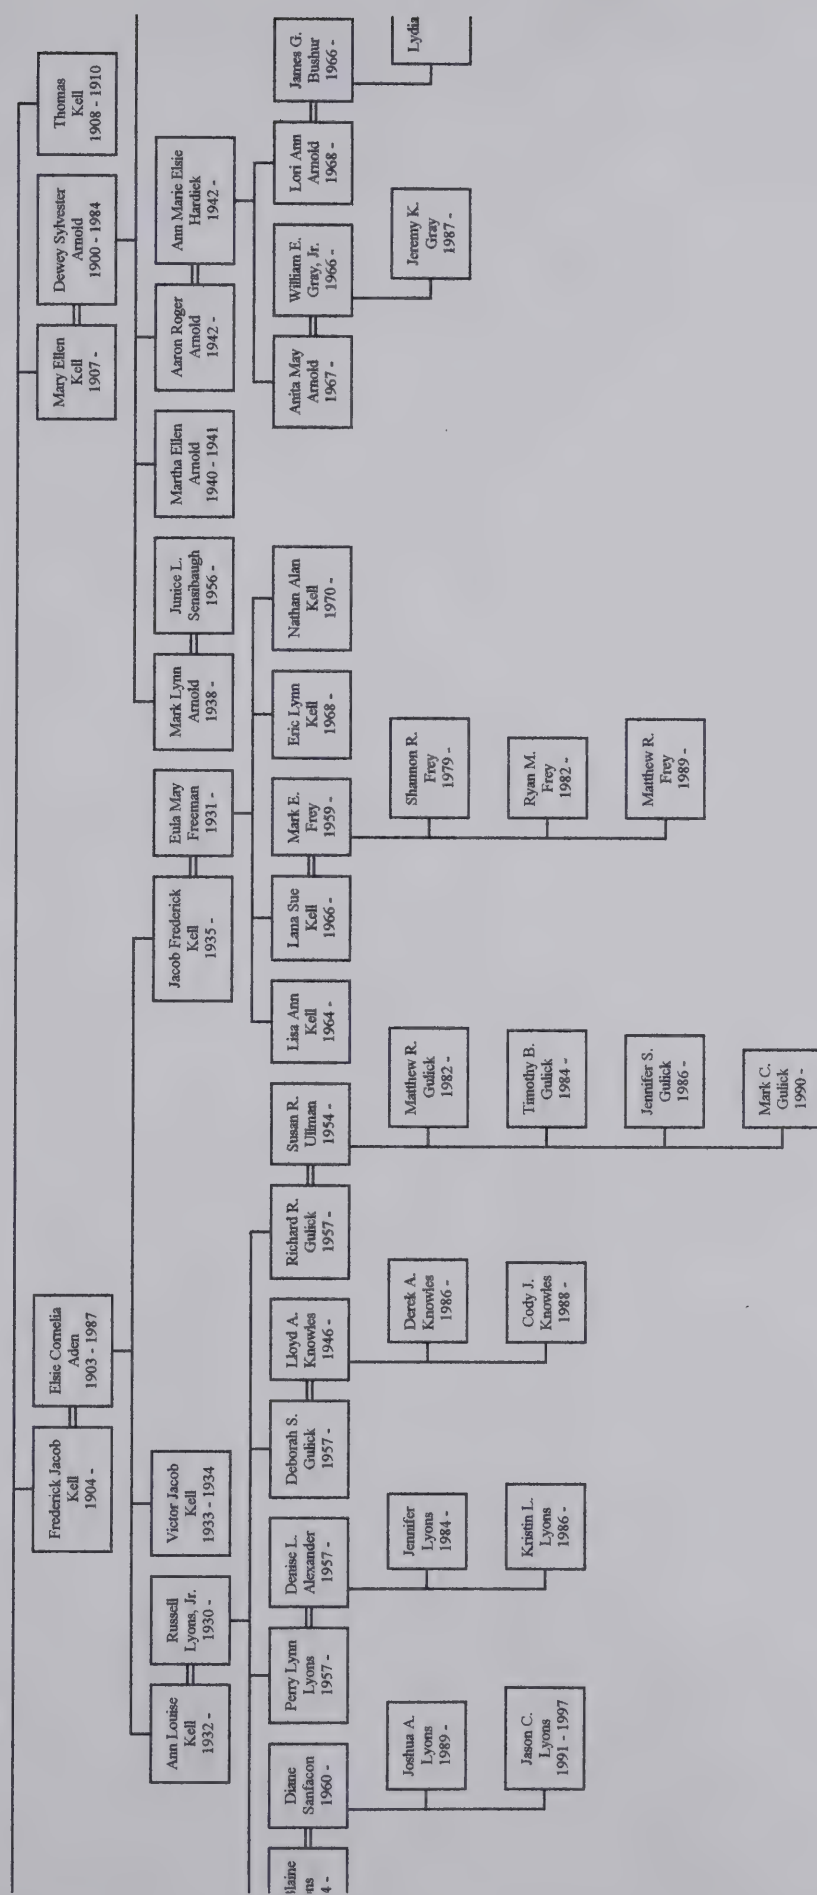 Thomas
Kell
1908 - 1910
Dewey Sylvester
Arnold
1900 - 1984
Mary Ellen
Kell
1907 -
Elsie Cornelia
Aden
1903 - 1987
Frederick Jacob
Kell
1904 -
Ann Marie Elsie
Hardiek
1942 -
Aaron Roger
Arnold
1942 -
Martha Ellen
Arnold
1940 - 1941
Junice L.
Sensibaugh
1956 -
Mark Lynn
Arnold
1938 -
Eula May
Freeman
1931 -
Jacob Frederick
Kell
1935 -
Victor Jacob
Kell
1933 - 1934
Russell
Lyons, Jr.
1930 -
Ann Louise
Kell
1932 -
James G.
Bushur
1966 -
Lori Ann
Arnold
1968 -
William E.
Gray, Jr.
1966 -
Anita May
Arnold
1967 -
Nathan Alan
Kell
1970 -
Eric Lynn
Kell
1968 -
Mark E.
Frey
1959 -
Lana Sue
Kell
1966 -
Lisa Ann
Kell
1964 -
Susan R.
Ullman
1954 -
Richard R.
Gulick
1957 -
Lloyd A.
Knowles
1946 -
Deborah S.
Gulick
1957 -
Denise L.
Alexander
1957 -
Perry Lynn
Lyons
1957 -
Diane
Sanfacon
1960 -
Lydia
Jeremy K.
Gray
1987 -
Shannon R.
Frey
1979 -
Matthew R.
Gulick
1982 -
Derek A.
Knowles
1986 -
Jennifer
Lyons
1984 -
Joshua A.
Lyons
1989 -
Ryan M.
Frey
1982 -
Timothy B.
Gulick
1984 -
Cody J.
Knowles
1988 -
Kristin L.
Lyons
1986 -
Jason C.
Lyons
1991 - 1997
Matthew R.
Frey
1989 -
Jennifer S.
Gulick
1986 -
Mark C.
Gulick
1990 -